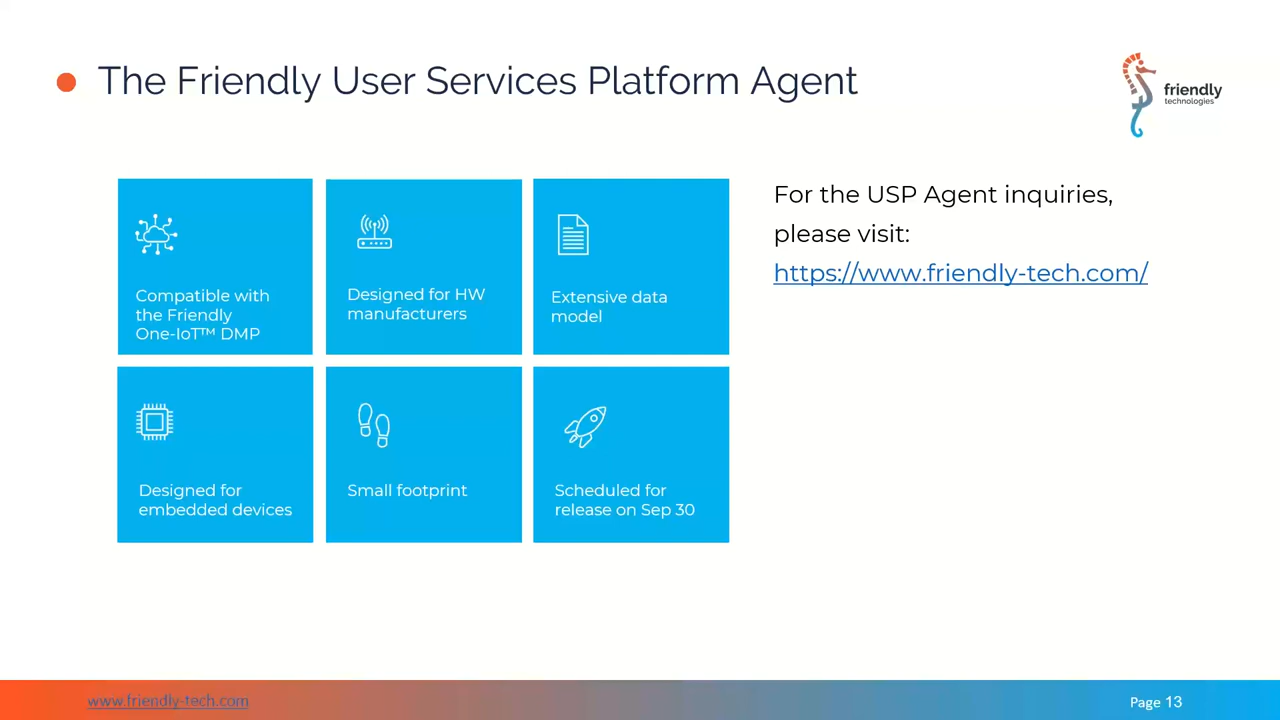 The Friendly User Services Platform Agent
friendly
technologies
Compatible with
the Friendly
One-IoT™ DMP
Designed for HW
manufacturers
Extensive data
model
Designed for
embedded devices
Small footprint
Scheduled for
release on Sep 30
For the USP Agent inquiries,
please visit:
https://www.friendly-tech.com/
www.friendly-tech.com
Page 13